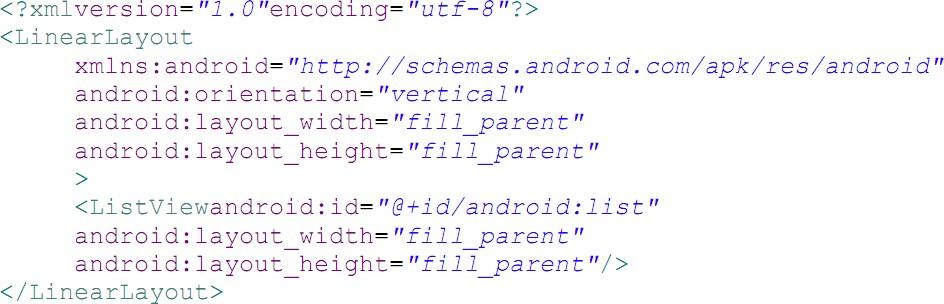 <?xmlversion="1.0"encoding="utf-8"?>
<LinearLayout
xmlns:android="http://schemas.android.com/apk/res/android"
android:orientation="vertical"
android:layout_width="fill_parent"
android:layout_height="fill_parent"
>
<ListViewandroid:id="@+id/android:list"
android:layout_width="fill_parent"
android:layout_height="fill_parent"/>
</LinearLayout>